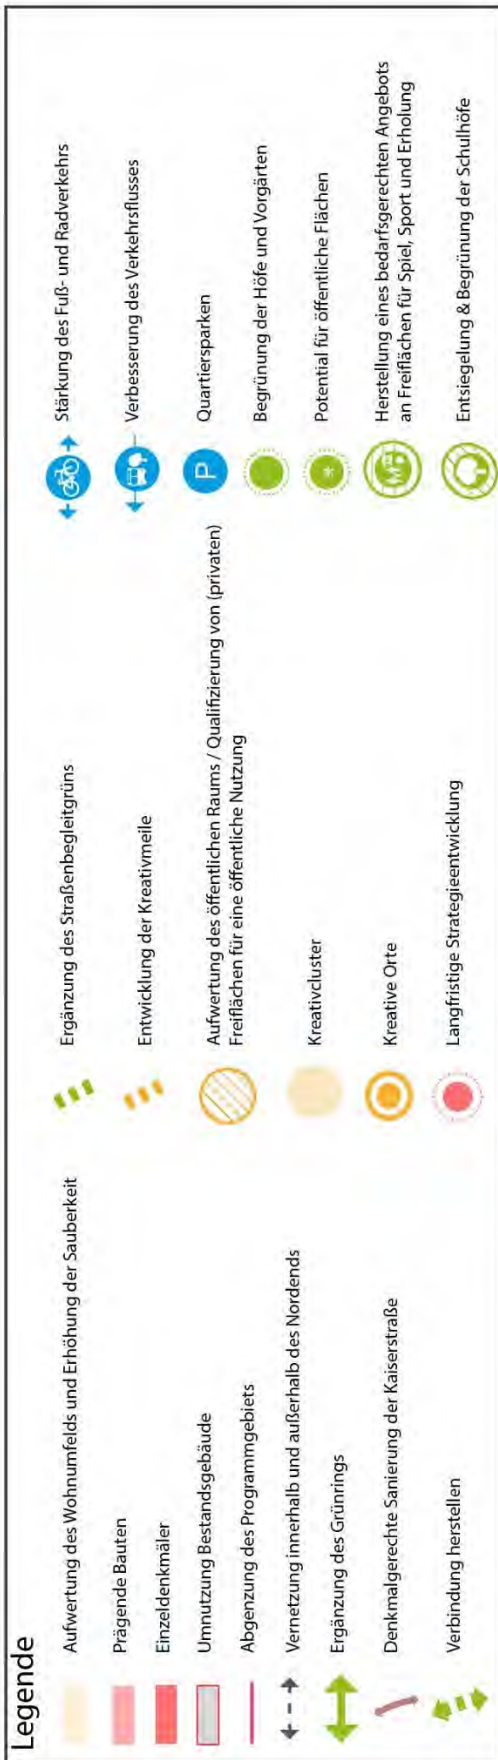 Legende
Aufwertung des Wohnumfelds und Erhöhung der Sauberkeit
Prägende Bauten
Einzeldenkmäler
Umnutzung Bestandsgebäude
Abgenzung des Programmgebiets
Vernetzung innerhalb und außerhalb des Nordends
Ergänzung des Grünrings
Denkmalgerechte Sanierung der Kaiserstraße
Verbindung herstellen
Ergänzung des Straßenbegleitgrüns
Entwicklung der Kreativmeile
Aufwertung des öffentlichen Raums / Qualifizierung von (privaten)
Freiflächen für eine öffentliche Nutzung
Kreativcluster
Kreative Orte
Langfristige Strategieentwicklung
Stärkung des Fuß- und Radverkehrs
Verbesserung des Verkehrsflusses
P
Quartiersparken
Begrünung der Höfe und Vorgärten
Potential für öffentliche Flächen
Herstellung eines bedarfsgerechten Angebots
an Freiflächen für Spiel, Sport und Erholung
Entsiegelung & Begrünung der Schulhöfe